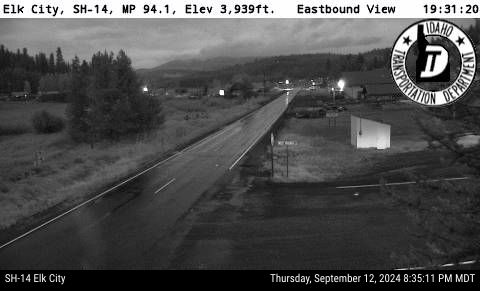 Elk City, SH-14, MP 94.1, Elev 3,939ft. Eastbound View 19:31:20
IDAHO
TRANSPORTATION DEPARTMENT
SH-14 Elk City Thursday, September 12, 2024 8:35:11 PM MDT